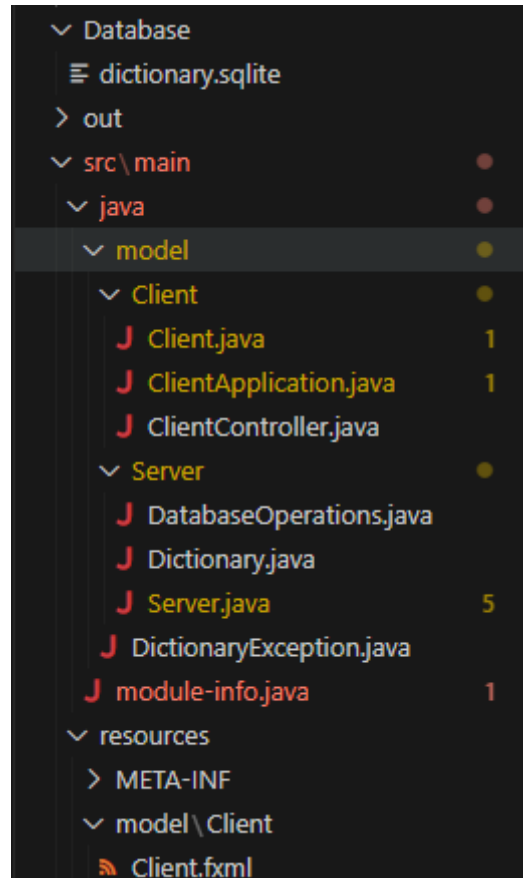 Database
dictionary.sqlite
out
src\main
java
model
Client
Client.java 1
ClientApplication.java 1
ClientController.java
Server
DatabaseOperations.java
Dictionary.java
Server.java 5
DictionaryException.java
module-info.java 1
resources
META-INF
model\Client
Client.fxml